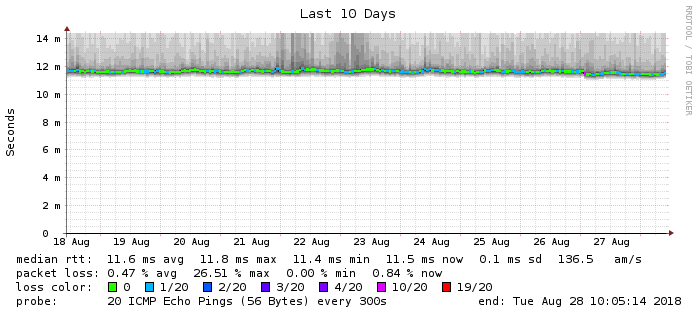 Last 10 Days
RRDTOOL / TOBI OETIKER
Seconds
14 m
12 m
10 m
8 m
6 m
4 m
2 m
0
18 Aug 19 Aug 20 Aug 21 Aug 22 Aug 23 Aug 24 Aug 25 Aug 26 Aug 27 Aug
median rtt: 11.6 ms avg 11.8 ms max 11.4 ms min 11.5 ms now 0.1 ms sd 136.5 am/s
packet loss: 0.47 % avg 26.51 % max 0.00 % min 0.84 % now
loss color: 0 1/20 2/20 3/20 4/20 10/20 19/20
probe: 20 ICMP Echo Pings (56 Bytes) every 300s end: Tue Aug 28 10:05:14 2018